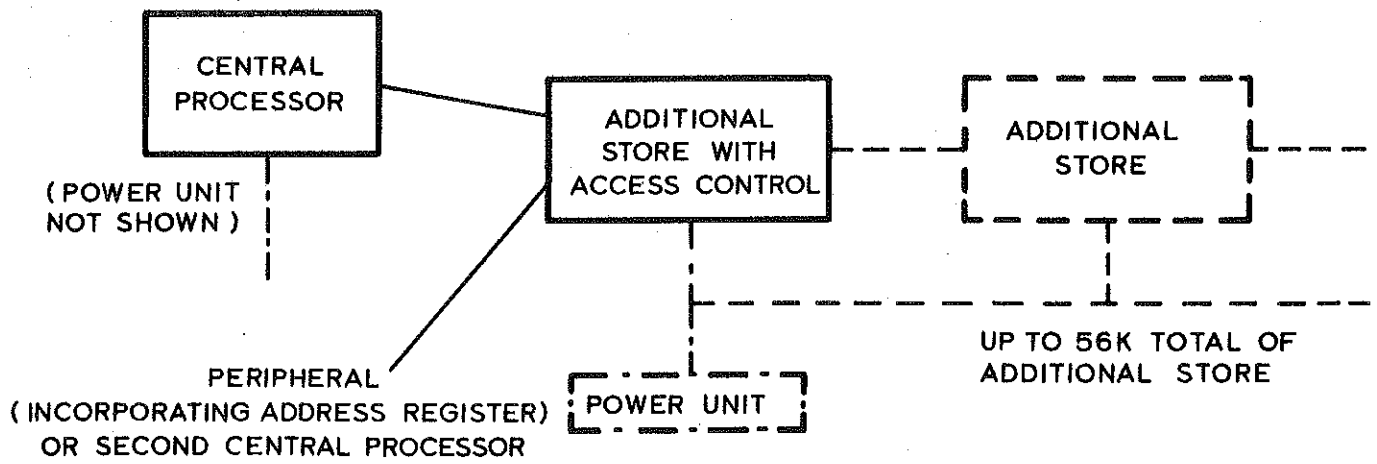 CENTRAL
PROCESSOR
(POWER UNIT
NOT SHOWN)
ADDITIONAL
STORE WITH
ACCESS CONTROL
ADDITIONAL
STORE
PERIPHERAL
(INCORPORATING ADDRESS REGISTER)
OR SECOND CENTRAL PROCESSOR
POWER UNIT
UP TO 56K TOTAL OF
ADDITIONAL STORE